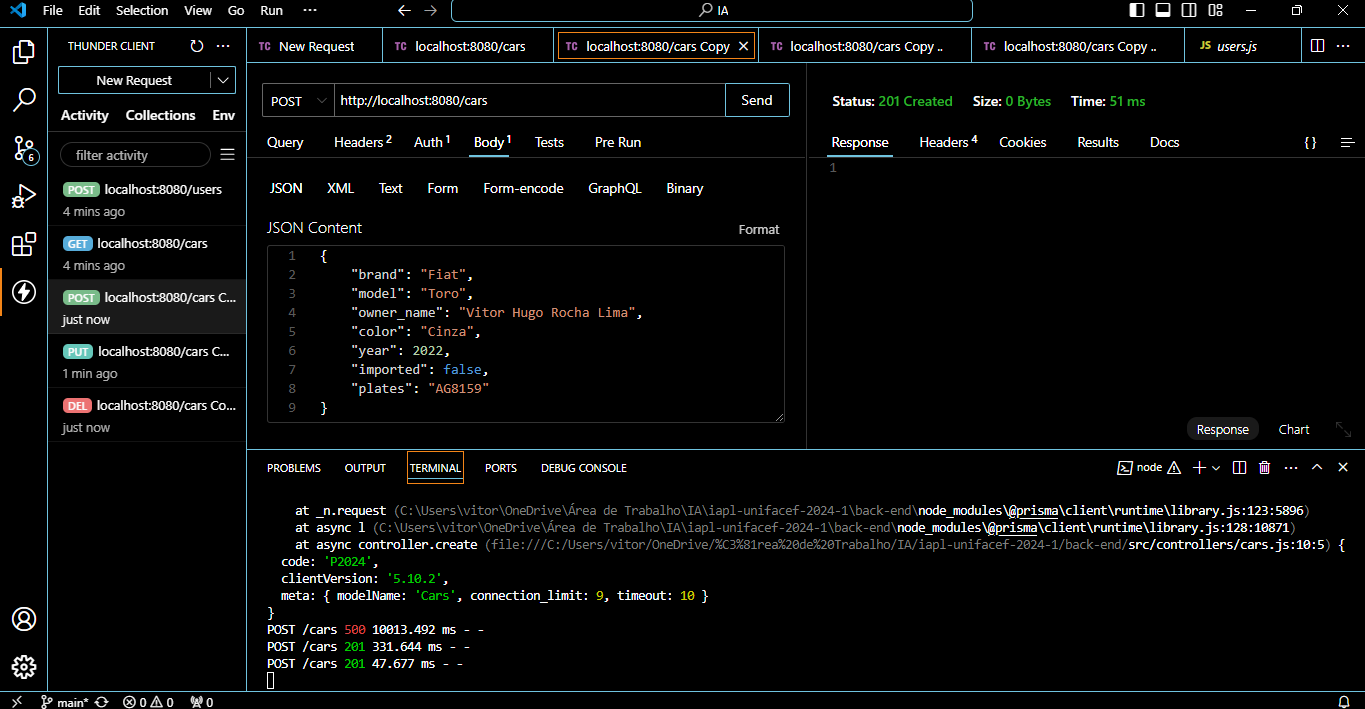 File Edit Selection View Go Run ··· IA
THUNDER CLIENT ···
TC New Request
TC localhost:8080/cars
TC localhost:8080/cars Copy
TC localhost:8080/cars Copy ..
TC localhost:8080/cars Copy ..
JS users.js
···
New Request
Activity Collections Env
filter activity
POST localhost:8080/users
4 mins ago
GET localhost:8080/cars
4 mins ago
POST localhost:8080/cars C...
just now
PUT localhost:8080/cars C...
1 min ago
DEL localhost:8080/cars Co...
just now
6
POST http://localhost:8080/cars Send
Query Headers 2 Auth 1 Body 1 Tests Pre Run
JSON XML Text Form Form-encode GraphQL Binary
JSON Content Format
1 {
2 "brand": "Fiat",
3 "model": "Toro",
4 "owner_name": "Vitor Hugo Rocha Lima",
5 "color": "Cinza",
6 "year": 2022,
7 "imported": false,
8 "plates": "AG8159"
9 }
Status: 201 Created Size: 0 Bytes Time: 51 ms
Response Headers 4 Cookies Results Docs {}
1
Response Chart
PROBLEMS OUTPUT TERMINAL PORTS DEBUG CONSOLE node ···
at _n.request (C:\Users\vitor\OneDrive\Área de Trabalho\IA\iapl-unifacef-2024-1\back-end\node_modules\@prisma\client\runtime\library.js:123:5896)
at async l (C:\Users\vitor\OneDrive\Área de Trabalho\IA\iapl-unifacef-2024-1\back-end\node_modules\@prisma\client\runtime\library.js:128:10871)
at async controller.create (file:///C:/Users/vitor/OneDrive/%C3%81rea%20de%20Trabalho/IA/iapl-unifacef-2024-1/back-end/src/controllers/cars.js:10:5) {
code: 'P2024',
clientVersion: '5.10.2',
meta: { modelName: 'Cars', connection_limit: 9, timeout: 10 }
}
POST /cars 500 10013.492 ms - -
POST /cars 201 331.644 ms - -
POST /cars 201 47.677 ms - -
main* 0 0 0